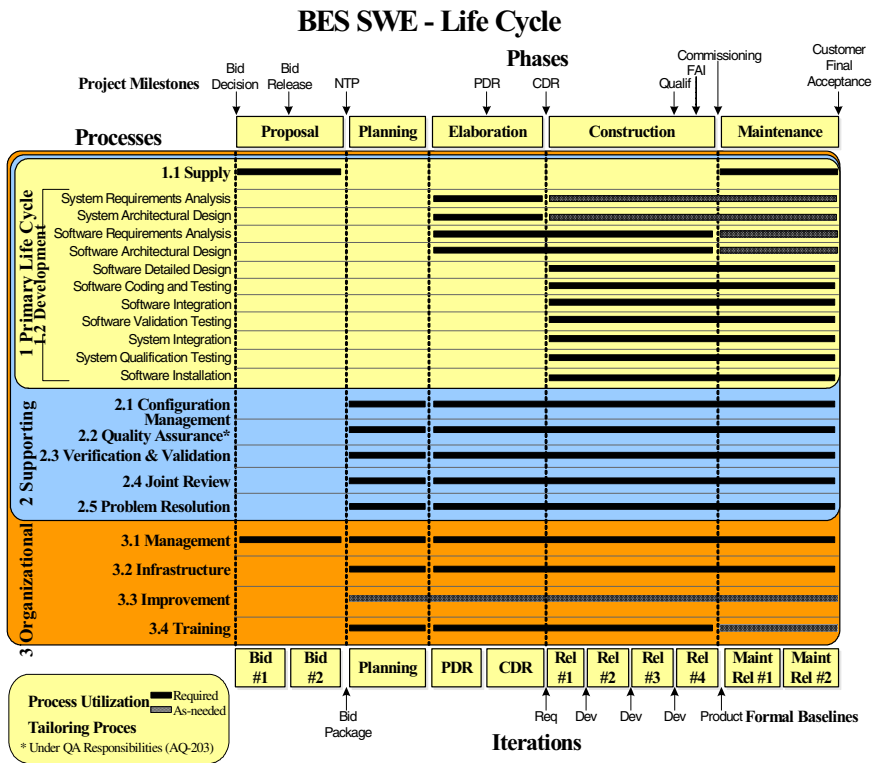 BES SWE - Life Cycle
Phases
Project Milestones
Bid
Decision
Bid
Release
NTP
PDR
CDR
Qualif
Commissioning
FAI
Customer
Final
Acceptance
Processes
Proposal
Planning
Elaboration
Construction
Maintenance
1 Primary Life Cycle
1.2 Development
1.1 Supply
System Requirements Analysis
System Architectural Design
Software Requirements Analysis
Software Architectural Design
Software Detailed Design
Software Coding and Testing
Software Integration
Software Validation Testing
System Integration
System Qualification Testing
Software Installation
2 Supporting
2.1 Configuration
Management
2.2 Quality Assurance*
2.3 Verification & Validation
2.4 Joint Review
2.5 Problem Resolution
3 Organizational
3.1 Management
3.2 Infrastructure
3.3 Improvement
3.4 Training
Bid
#1
Bid
#2
Planning
PDR
CDR
Rel
#1
Rel
#2
Rel
#3
Rel
#4
Maint
Rel #1
Maint
Rel #2
Process Utilization
Required
As-needed
Tailoring Proces
* Under QA Responsibilities (AQ-203)
Bid
Package
Req
Dev
Dev
Dev
Product
Formal Baselines
Iterations